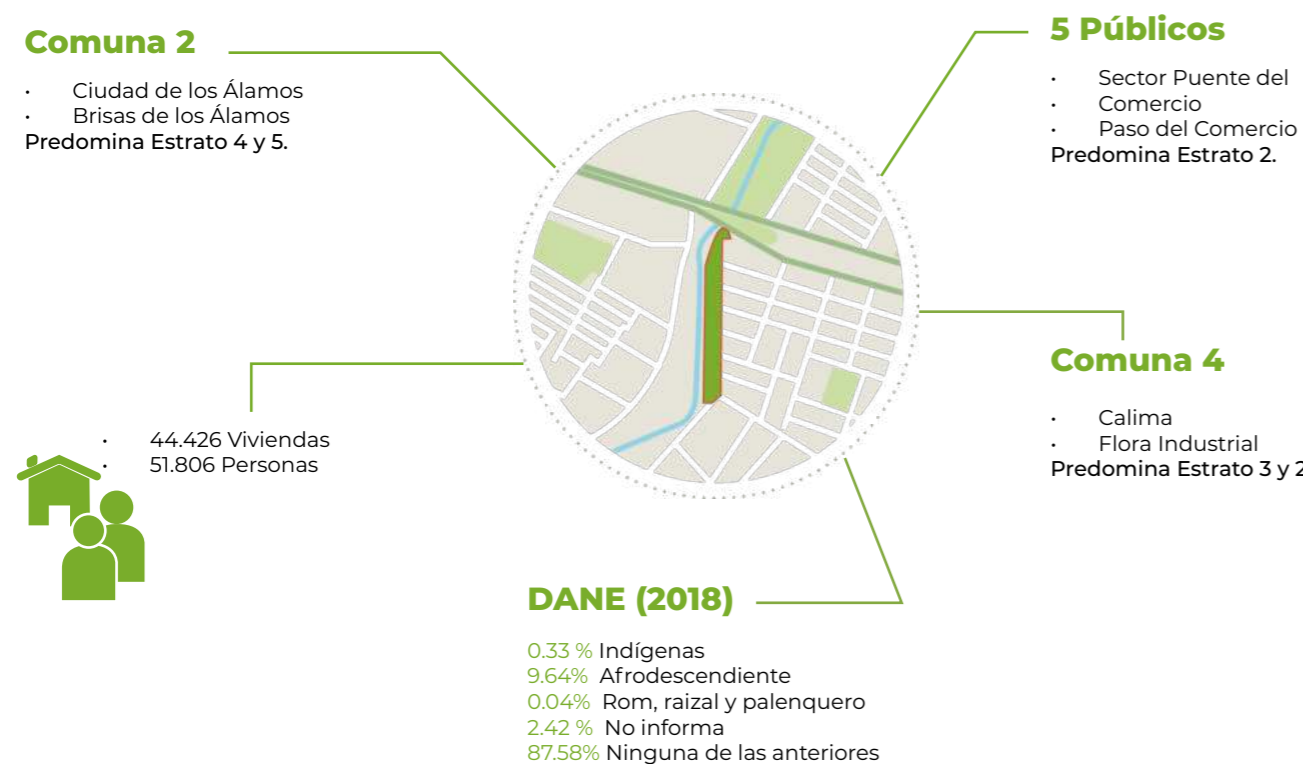 Comuna 2
• Ciudad de los Álamos
• Brisas de los Álamos
Predomina Estrato 4 y 5.
5 Públicos
• Sector Puente del
• Comercio
• Paso del Comercio
Predomina Estrato 2.
Comuna 4
• Calima
• Flora Industrial
Predomina Estrato 3 y 2
• 44.426 Viviendas
• 51.806 Personas
DANE (2018)
0.33 % Indígenas
9.64% Afrodescendiente
0.04% Rom, raizal y palenquero
2.42 % No informa
87.58% Ninguna de las anteriores